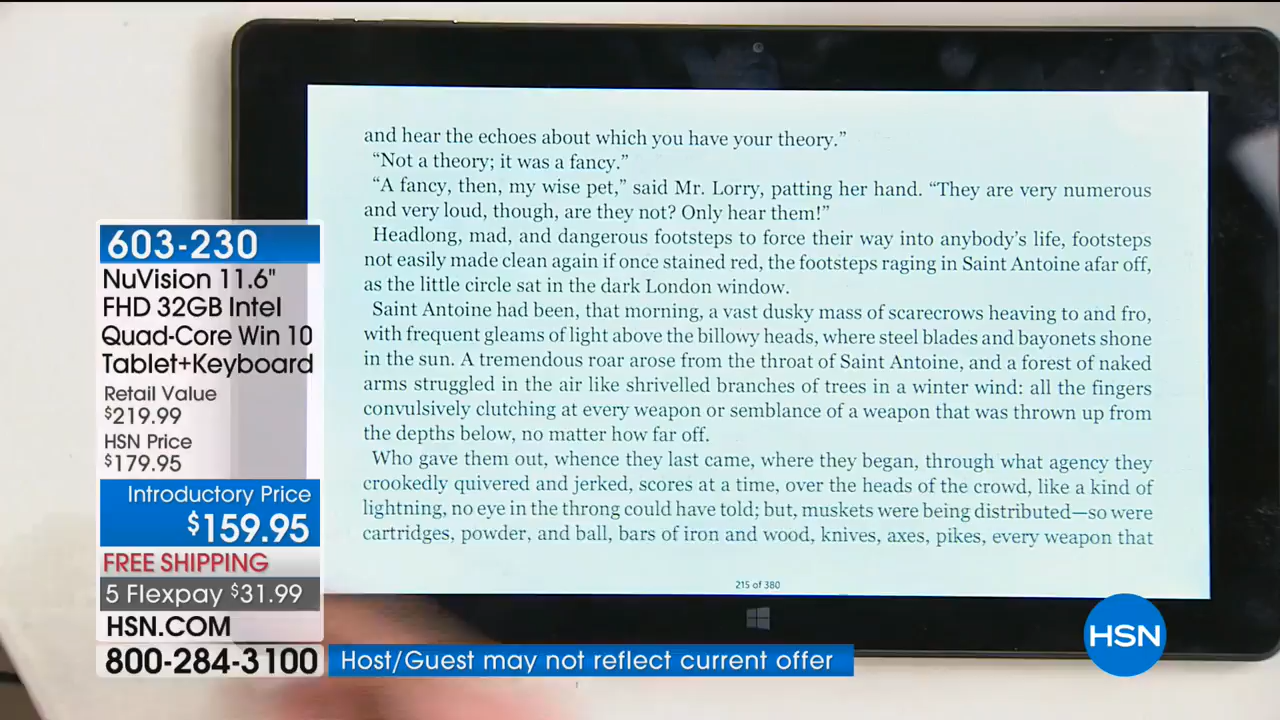 and hear the echoes about which you have your theory.”
“Not a theory; it was a fancy.”
“A fancy, then, my wise pet,” said Mr. Lorry, patting her hand. “They are very numerous
and very loud, though, are they not? Only hear them!”
Headlong, mad, and dangerous footsteps to force their way into anybody’s life, footsteps
not easily made clean again if once stained red, the footsteps raging in Saint Antoine afar off,
as the little circle sat in the dark London window.
Saint Antoine had been, that morning, a vast dusky mass of scarecrows heaving to and fro,
with frequent gleams of light above the billowy heads, where steel blades and bayonets shone
in the sun. A tremendous roar arose from the throat of Saint Antoine, and a forest of naked
arms struggled in the air like shrivelled branches of trees in a winter wind: all the fingers
convulsively clutching at every weapon or semblance of a weapon that was thrown up from
the depths below, no matter how far off.
Who gave them out, whence they last came, where they began, through what agency they
crookedly quivered and jerked, scores at a time, over the heads of the crowd, like a kind of
lightning, no eye in the throng could have told; but, muskets were being distributed—so were
cartridges, powder, and ball, bars of iron and wood, knives, axes, pikes, every weapon that
215 of 380
603-230
NuVision 11.6"
FHD 32GB Intel
Quad-Core Win 10
Tablet+Keyboard
Retail Value
$219.99
HSN Price
$179.95
Introductory Price
$159.95
FREE SHIPPING
5 Flexpay $31.99
HSN.COM
800-284-3100
Host/Guest may not reflect current offer
HSN